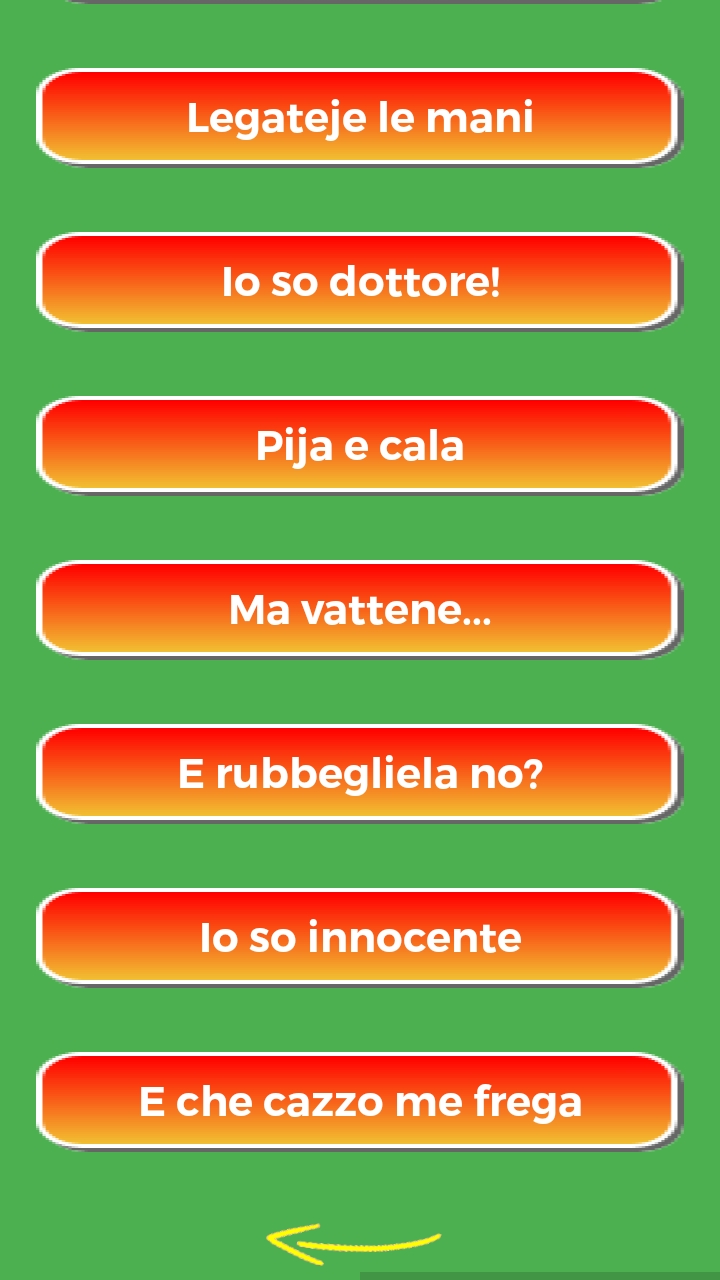 Legateje le mani
Io so dottore!
Pija e cala
Ma vattene...
E rubbegliela no?
Io so innocente
E che cazzo me frega